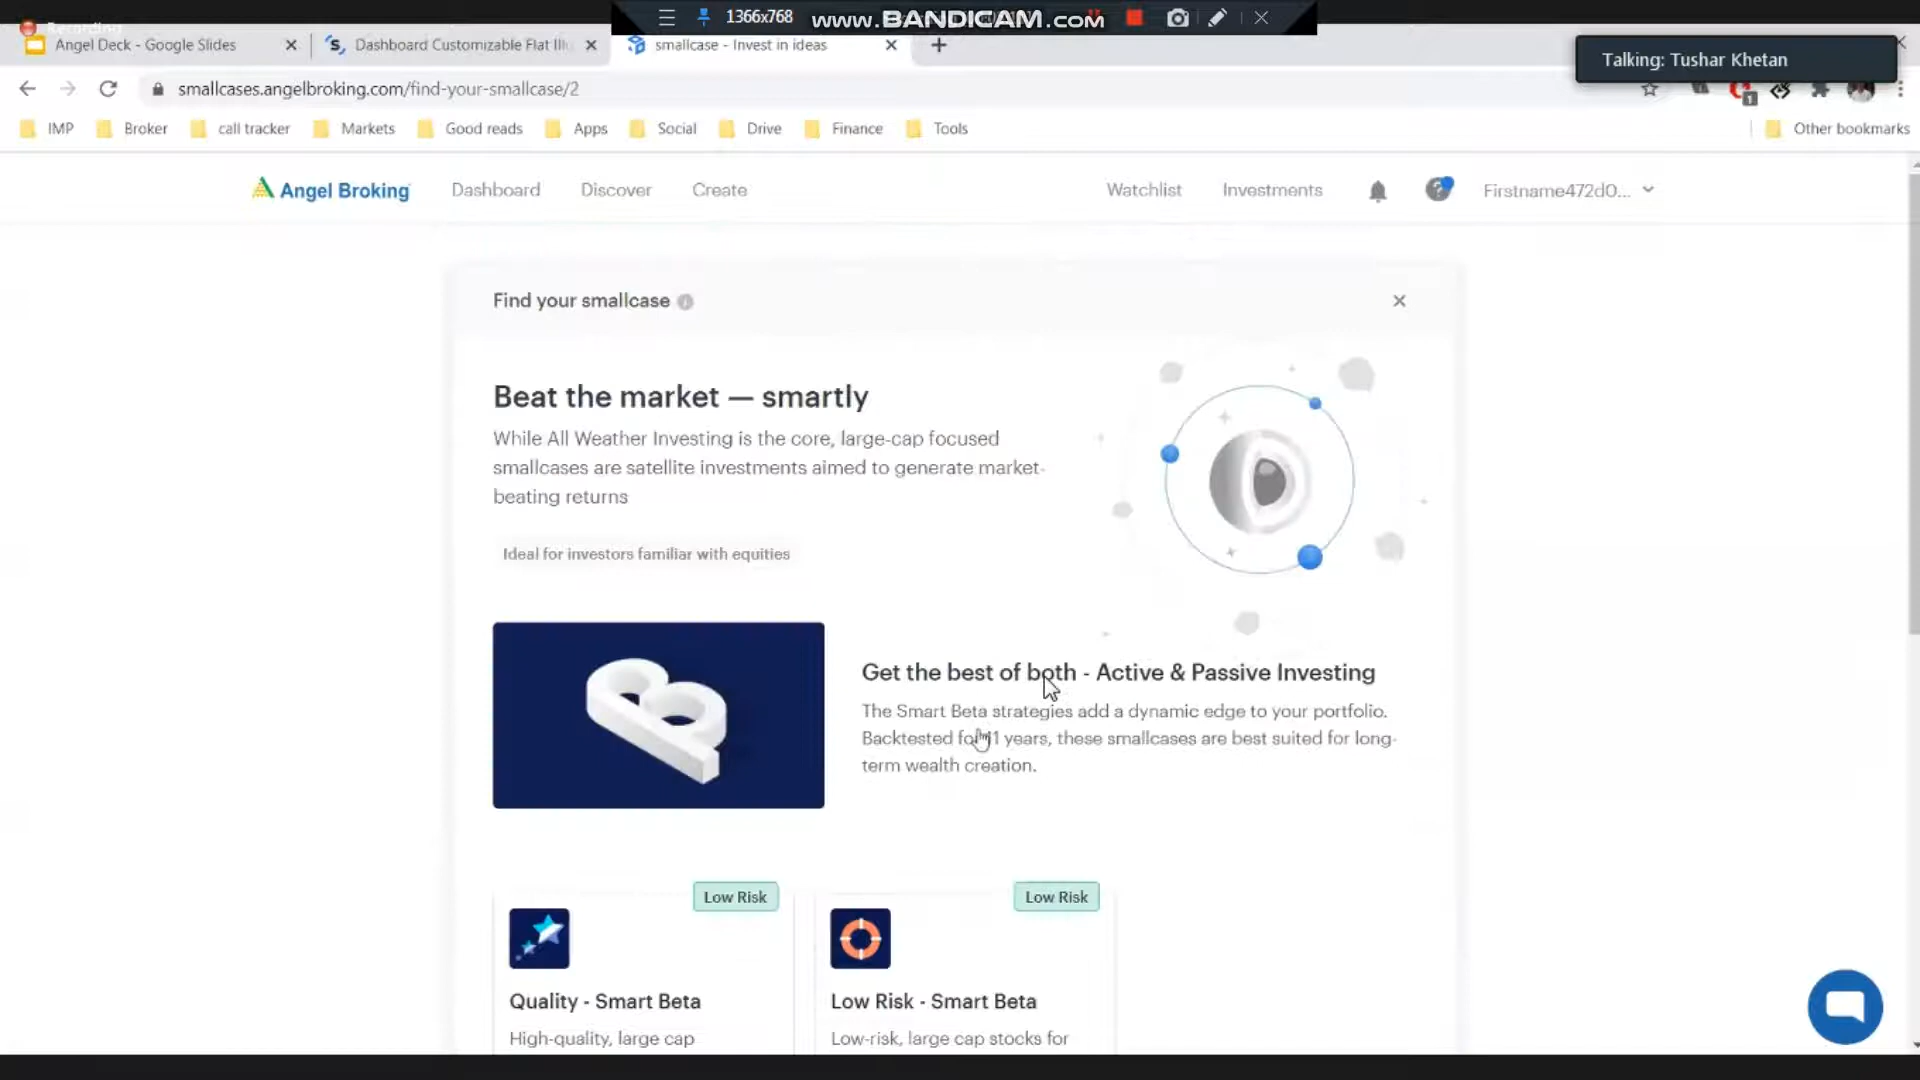 1366x768
www.BANDICAM.com
Recording
Angel Deck - Google Slides
Dashboard Customizable Flat Illu
smallcase - Invest in ideas
Talking: Tushar Khetan
smallcases.angelbroking.com/find-your-smallcase/2
1
IMP
Broker
call tracker
Markets
Good reads
Apps
Social
Drive
Finance
Tools
Other bookmarks
Angel Broking
Dashboard
Discover
Create
Watchlist
Investments
Firstname472d0...
Find your smallcase
Beat the market — smartly
While All Weather Investing is the core, large-cap focused
smallcases are satellite investments aimed to generate market-
beating returns
Ideal for investors familiar with equities
Get the best of both - Active & Passive Investing
The Smart Beta strategies add a dynamic edge to your portfolio.
Backtested for 11 years, these smallcases are best suited for long-
term wealth creation.
Low Risk
Low Risk
Quality - Smart Beta
Low Risk - Smart Beta
High-quality, large cap
Low-risk, large cap stocks for